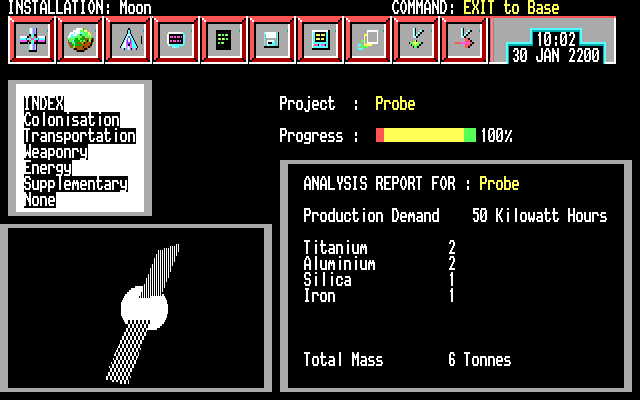 INSTALLATION: Moon COMMAND: EXIT to Base
10:02
30 JAN 2200
INDEX
Colonisation
Transportation
Weaponry
Energy
Supplementary
None
Project : Probe
Progress : 100%
ANALYSIS REPORT FOR : Probe
Production Demand 50 Kilowatt Hours
Titanium 2
Aluminium 2
Silica 1
Iron 1
Total Mass 6 Tonnes